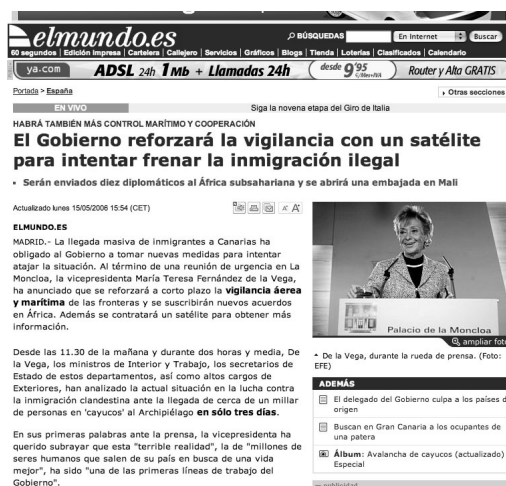 elmundo.es
BÚSQUEDAS En Internet Buscar
60 segundos | Edición impresa | Cartelera | Callejero | Servicios | Gráficos | Blogs | Tienda | Loterías | Clasificados | Calendario
ya.com ADSL 24h 1Mb + Llamadas 24h desde 9'95 €/Mes+IVA Router y Alta GRATIS
Portada > España
Otras secciones
EN VIVO Siga la novena etapa del Giro de Italia
HABRÁ TAMBIÉN MÁS CONTROL MARÍTIMO Y COOPERACIÓN
El Gobierno reforzará la vigilancia con un satélite
para intentar frenar la inmigración ilegal
Serán enviados diez diplomáticos al África subsahariana y se abrirá una embajada en Mali
Actualizado lunes 15/05/2006 15:54 (CET)
A A
ELMUNDO.ES
MADRID.- La llegada masiva de inmigrantes a Canarias ha
obligado al Gobierno a tomar nuevas medidas para intentar
atajar la situación. Al término de una reunión de urgencia en La
Moncloa, la vicepresidenta María Teresa Fernández de la Vega,
ha anunciado que se reforzará a corto plazo la vigilancia áerea
y marítima de las fronteras y se suscribirán nuevos acuerdos
en África. Además se contratará un satélite para obtener más
información.
Desde las 11.30 de la mañana y durante dos horas y media, De
la Vega, los ministros de Interior y Trabajo, los secretarios de
Estado de estos departamentos, así como altos cargos de
Exteriores, han analizado la actual situación en la lucha contra
la inmigración clandestina ante la llegada de cerca de un millar
de personas en 'cayucos' al Archipiélago en sólo tres días.
En sus primeras palabras ante la prensa, la vicepresidenta ha
querido subrayar que esta "terrible realidad", la de "millones de
seres humanos que salen de su país en busca de una vida
mejor", ha sido "una de las primeras líneas de trabajo del
Gobierno".
Palacio de la Moncloa
ampliar foto
De la Vega, durante la rueda de prensa. (Foto:
EFE)
ADEMÁS
El delegado del Gobierno culpa a los países d
origen
Buscan en Gran Canaria a los ocupantes de
una patera
Álbum: Avalancha de cayucos (actualizado)
Especial
publicidad